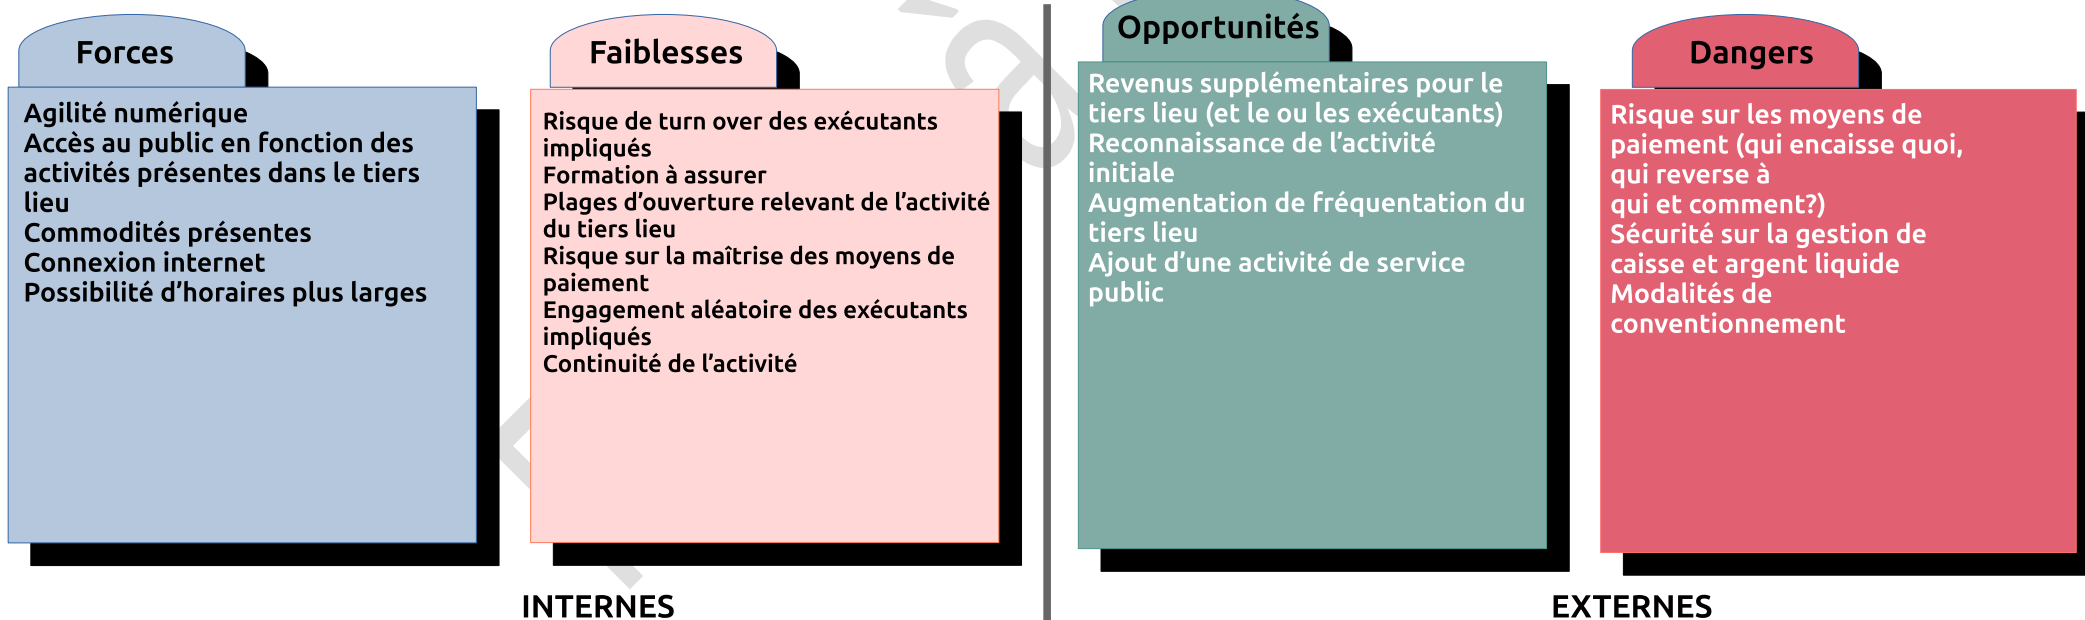 Forces
Agilité numérique
Accès au public en fonction des
activités présentes dans le tiers
lieu
Commodités présentes
Connexion internet
Possibilité d’horaires plus larges
Faiblesses
Risque de turn over des exécutants
impliqués
Formation à assurer
Plages d’ouverture relevant de l’activité
du tiers lieu
Risque sur la maîtrise des moyens de
paiement
Engagement aléatoire des exécutants
impliqués
Continuité de l’activité
INTERNES
Opportunités
Revenus supplémentaires pour le
tiers lieu (et le ou les exécutants)
Reconnaissance de l’activité
initiale
Augmentation de fréquentation du
tiers lieu
Ajout d’une activité de service
public
Dangers
Risque sur les moyens de
paiement (qui encaisse quoi,
qui reverse à
qui et comment?)
Sécurité sur la gestion de
caisse et argent liquide
Modalités de
conventionnement
EXTERNES